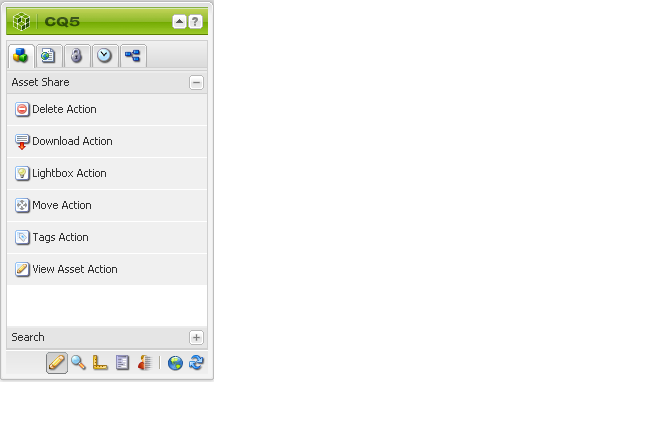 CQ5
?
Asset Share
Delete Action
Download Action
Lightbox Action
Move Action
Tags Action
View Asset Action
Search